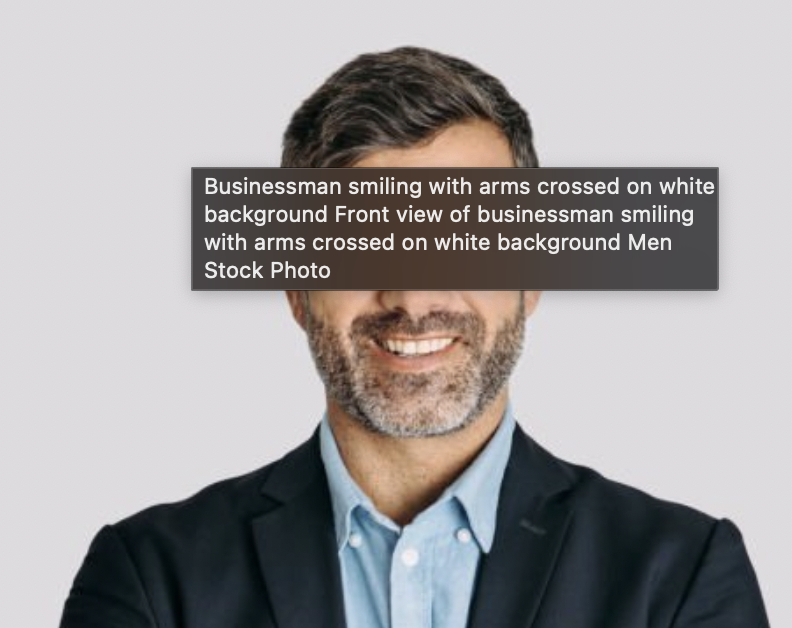 Businessman smiling with arms crossed on white
background Front view of businessman smiling
with arms crossed on white background Men
Stock Photo